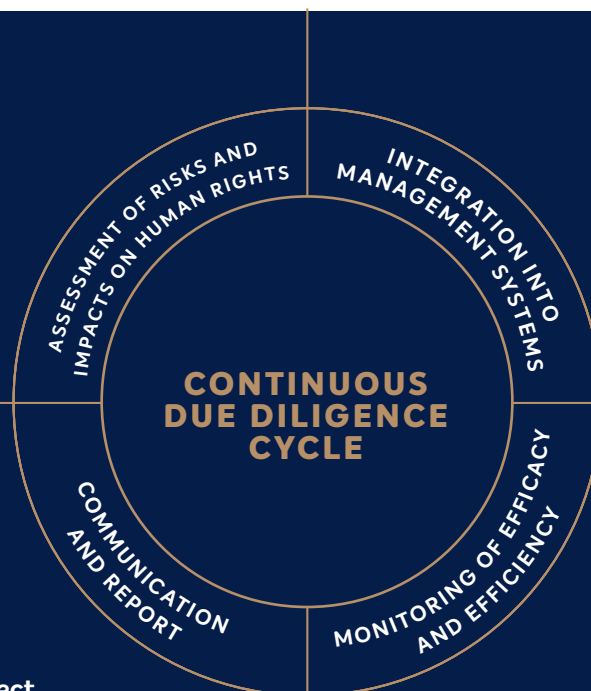 ASSESSMENT OF RISKS AND
IMPACTS ON HUMAN RIGHTS
INTEGRATION INTO
MANAGEMENT SYSTEMS
CONTINUOUS
DUE DILIGENCE
CYCLE
COMMUNICATION
AND REPORT
MONITORING OF EFFICACY
AND EFFICIENCY